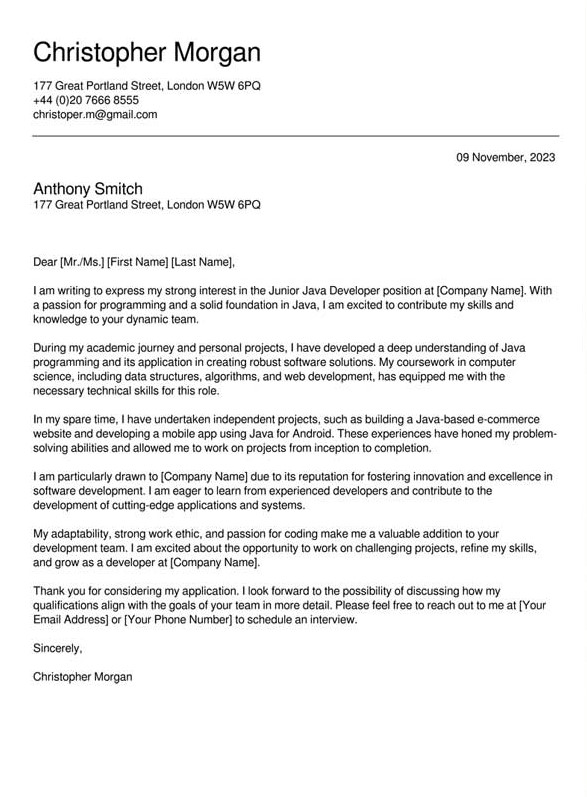 Christopher Morgan
177 Great Portland Street, London W5W 6PQ
+44 (0)20 7666 8555
christoper.m@gmail.com
09 November, 2023
Anthony Smitch
177 Great Portland Street, London W5W 6PQ
Dear [Mr./Ms.] [First Name] [Last Name],
I am writing to express my strong interest in the Junior Java Developer position at [Company Name]. With
a passion for programming and a solid foundation in Java, I am excited to contribute my skills and
knowledge to your dynamic team.
During my academic journey and personal projects, I have developed a deep understanding of Java
programming and its application in creating robust software solutions. My coursework in computer
science, including data structures, algorithms, and web development, has equipped me with the
necessary technical skills for this role.
In my spare time, I have undertaken independent projects, such as building a Java-based e-commerce
website and developing a mobile app using Java for Android. These experiences have honed my problem-
solving abilities and allowed me to work on projects from inception to completion.
I am particularly drawn to [Company Name] due to its reputation for fostering innovation and excellence in
software development. I am eager to learn from experienced developers and contribute to the
development of cutting-edge applications and systems.
My adaptability, strong work ethic, and passion for coding make me a valuable addition to your
development team. I am excited about the opportunity to work on challenging projects, refine my skills,
and grow as a developer at [Company Name].
Thank you for considering my application. I look forward to the possibility of discussing how my
qualifications align with the goals of your team in more detail. Please feel free to reach out to me at [Your
Email Address] or [Your Phone Number] to schedule an interview.
Sincerely,
Christopher Morgan